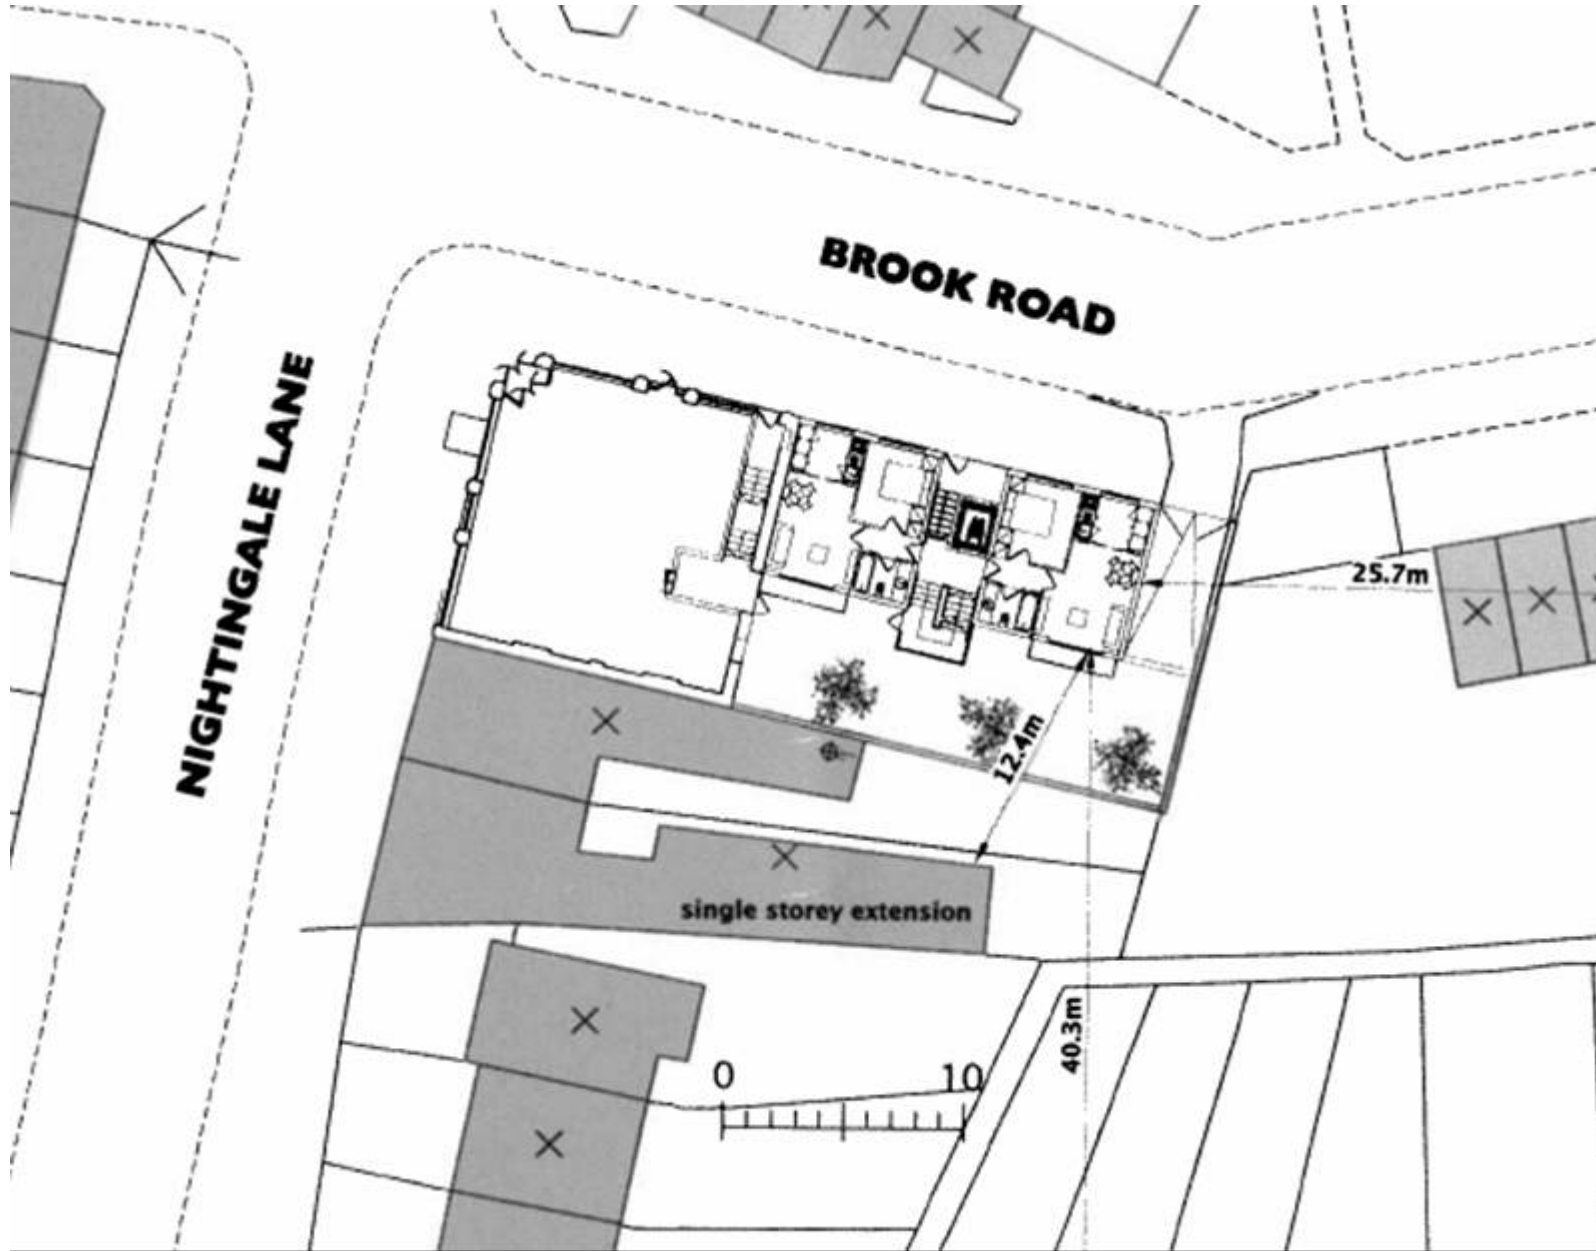 BROOK ROAD
NIGHTINGALE LANE
25.7m
12.4m
single storey extension
40.3m
0 10